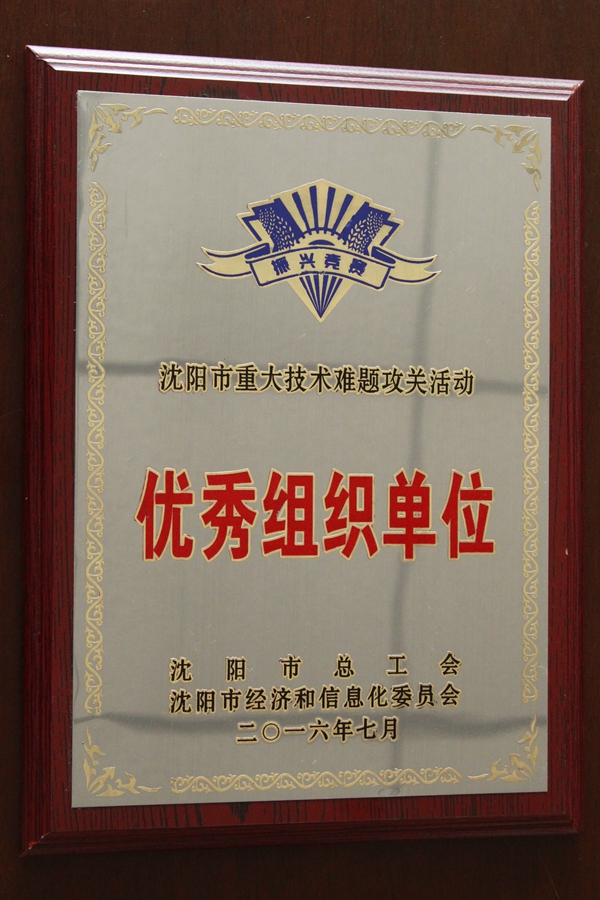 振兴竞赛
沈阳市重大技术难题攻关活动
优秀组织单位
沈阳市总工会
沈阳市经济和信息化委员会
二〇一六年七月